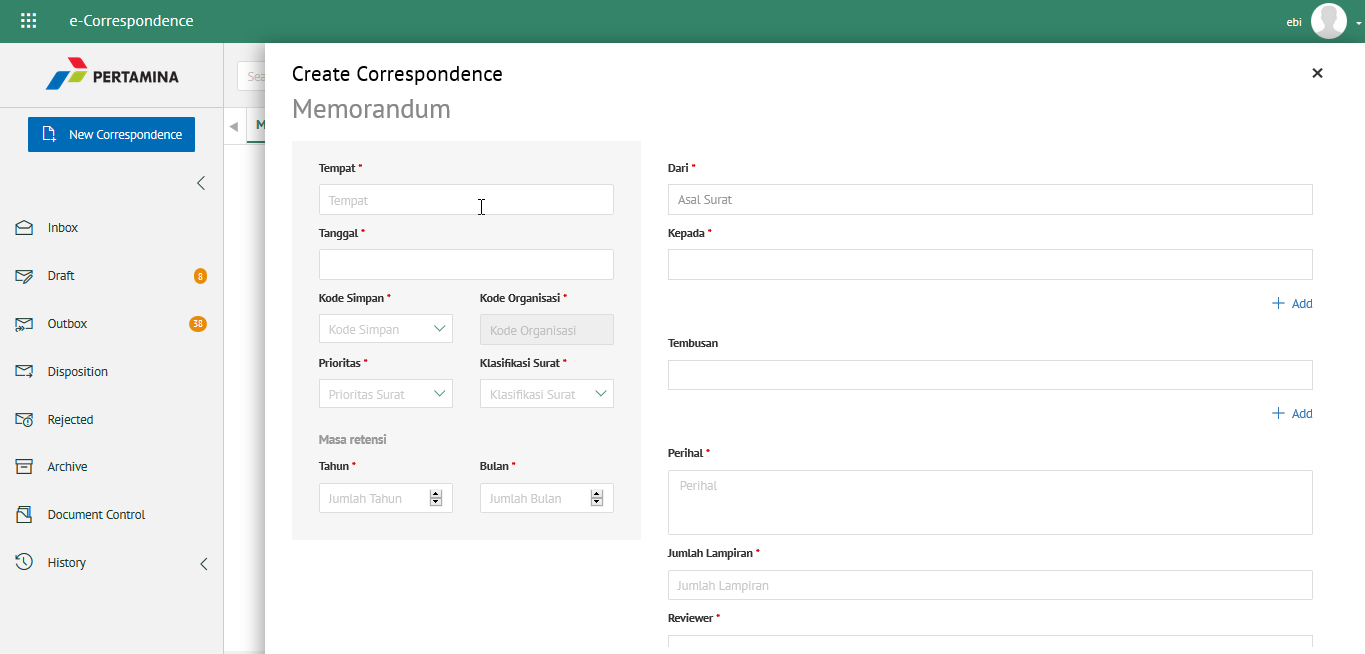 e-Correspondence
ebi
PERTAMINA
New Correspondence
Inbox
Draft 8
Outbox 38
Disposition
Rejected
Archive
Document Control
History
Sea
M
Create Correspondence
Memorandum
Tempat *
Tempat
Tanggal *
Kode Simpan * Kode Organisasi *
Kode Simpan Kode Organisasi
Prioritas * Klasifikasi Surat *
Prioritas Surat Klasifikasi Surat
Masa retensi
Tahun * Bulan *
Jumlah Tahun Jumlah Bulan
Dari *
Asal Surat
Kepada *
+ Add
Tembusan
+ Add
Perihal *
Perihal
Jumlah Lampiran *
Jumlah Lampiran
Reviewer *